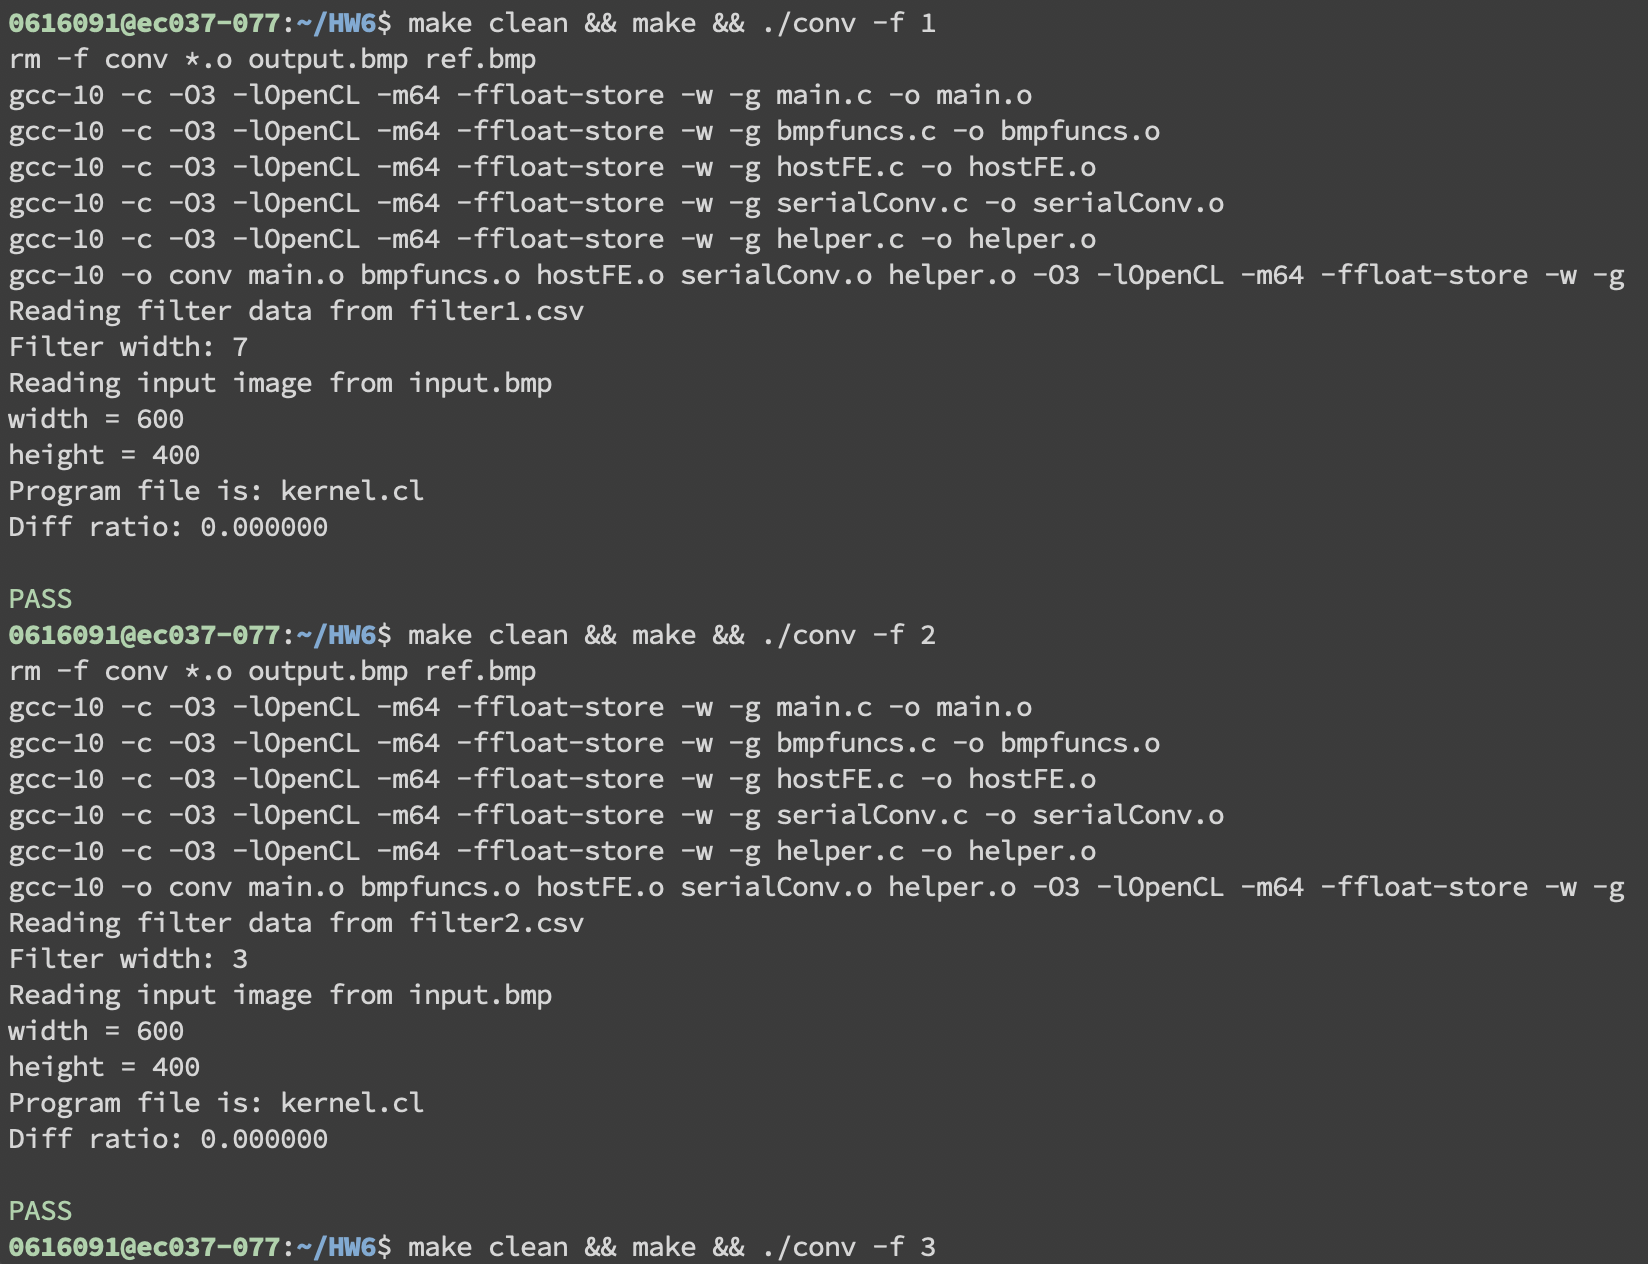 0616091@ec037-077:~/HW6$ make clean && make && ./conv -f 1
rm -f conv *.o output.bmp ref.bmp
gcc-10 -c -O3 -lOpenCL -m64 -ffloat-store -w -g main.c -o main.o
gcc-10 -c -O3 -lOpenCL -m64 -ffloat-store -w -g bmpfuncs.c -o bmpfuncs.o
gcc-10 -c -O3 -lOpenCL -m64 -ffloat-store -w -g hostFE.c -o hostFE.o
gcc-10 -c -O3 -lOpenCL -m64 -ffloat-store -w -g serialConv.c -o serialConv.o
gcc-10 -c -O3 -lOpenCL -m64 -ffloat-store -w -g helper.c -o helper.o
gcc-10 -o conv main.o bmpfuncs.o hostFE.o serialConv.o helper.o -O3 -lOpenCL -m64 -ffloat-store -w -g
Reading filter data from filter1.csv
Filter width: 7
Reading input image from input.bmp
width = 600
height = 400
Program file is: kernel.cl
Diff ratio: 0.000000

PASS
0616091@ec037-077:~/HW6$ make clean && make && ./conv -f 2
rm -f conv *.o output.bmp ref.bmp
gcc-10 -c -O3 -lOpenCL -m64 -ffloat-store -w -g main.c -o main.o
gcc-10 -c -O3 -lOpenCL -m64 -ffloat-store -w -g bmpfuncs.c -o bmpfuncs.o
gcc-10 -c -O3 -lOpenCL -m64 -ffloat-store -w -g hostFE.c -o hostFE.o
gcc-10 -c -O3 -lOpenCL -m64 -ffloat-store -w -g serialConv.c -o serialConv.o
gcc-10 -c -O3 -lOpenCL -m64 -ffloat-store -w -g helper.c -o helper.o
gcc-10 -o conv main.o bmpfuncs.o hostFE.o serialConv.o helper.o -O3 -lOpenCL -m64 -ffloat-store -w -g
Reading filter data from filter2.csv
Filter width: 3
Reading input image from input.bmp
width = 600
height = 400
Program file is: kernel.cl
Diff ratio: 0.000000

PASS
0616091@ec037-077:~/HW6$ make clean && make && ./conv -f 3